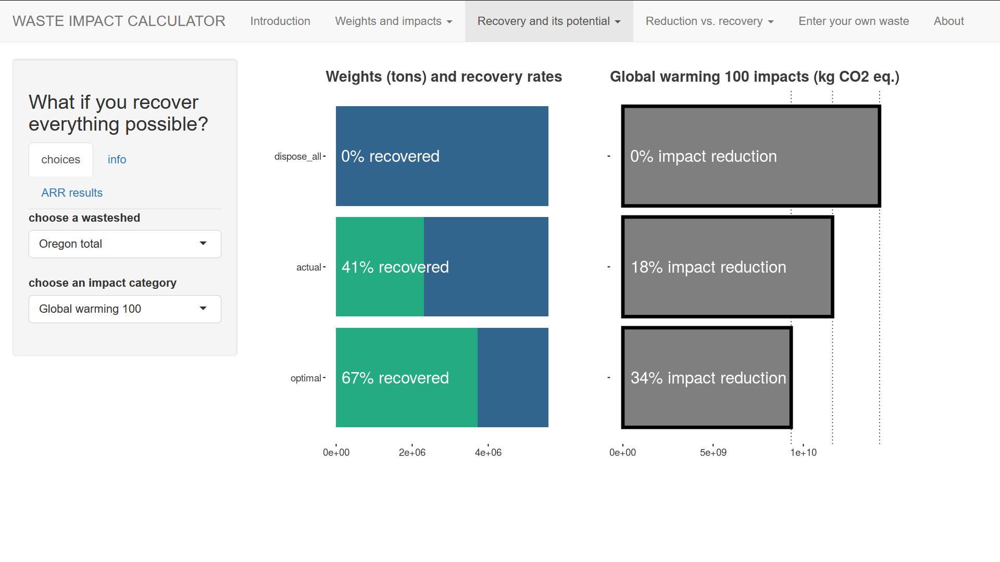 WASTE IMPACT CALCULATOR Introduction Weights and impacts Recovery and its potential Reduction vs. recovery Enter your own waste About
What if you recover
everything possible?
choices info
ARR results
choose a wasteshed
Oregon total
choose an impact category
Global warming 100
Weights (tons) and recovery rates
dispose_all
0% recovered
actual
41% recovered
optimal
67% recovered
0e+00 2e+06 4e+06
Global warming 100 impacts (kg CO2 eq.)
0% impact reduction
18% impact reduction
34% impact reduction
0e+00 5e+09 1e+10